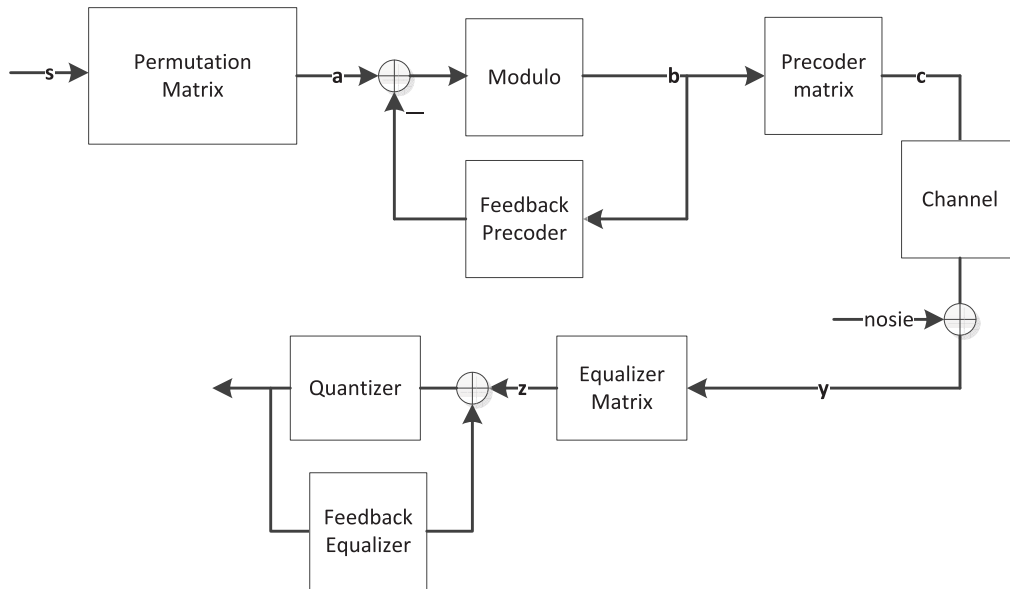 s
Permutation
Matrix
a
Modulo
b
Precoder
matrix
c
Feedback
Precoder
Channel
nosie
Quantizer
z
Equalizer
Matrix
y
Feedback
Equalizer